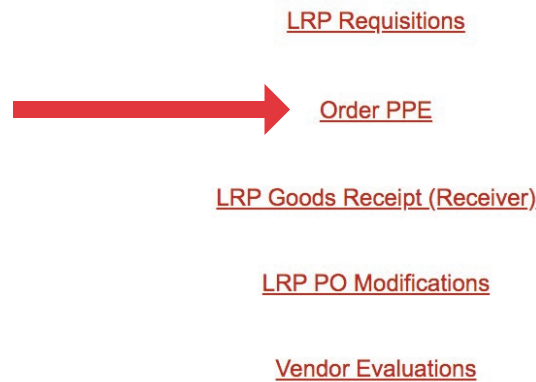 LRP Requisitions
Order PPE
LRP Goods Receipt (Receiver)
LRP PO Modifications
Vendor Evaluations